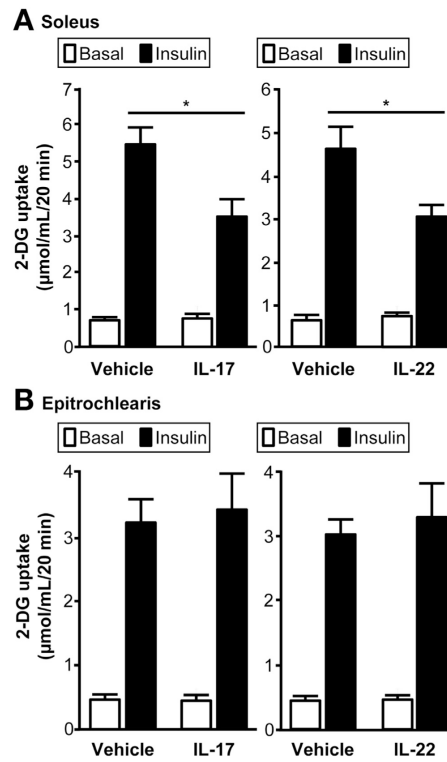 A Soleus
Basal Insulin
Basal Insulin
2-DG uptake
(μmol/mL/20 min)
7
6
5
4
3
2
1
0
*
Vehicle IL-17
6
5
4
3
2
1
0
*
Vehicle IL-22
B Epitrochlearis
Basal Insulin
Basal Insulin
2-DG uptake
(μmol/mL/20 min)
4
3
2
1
0
Vehicle IL-17
4
3
2
1
0
Vehicle IL-22